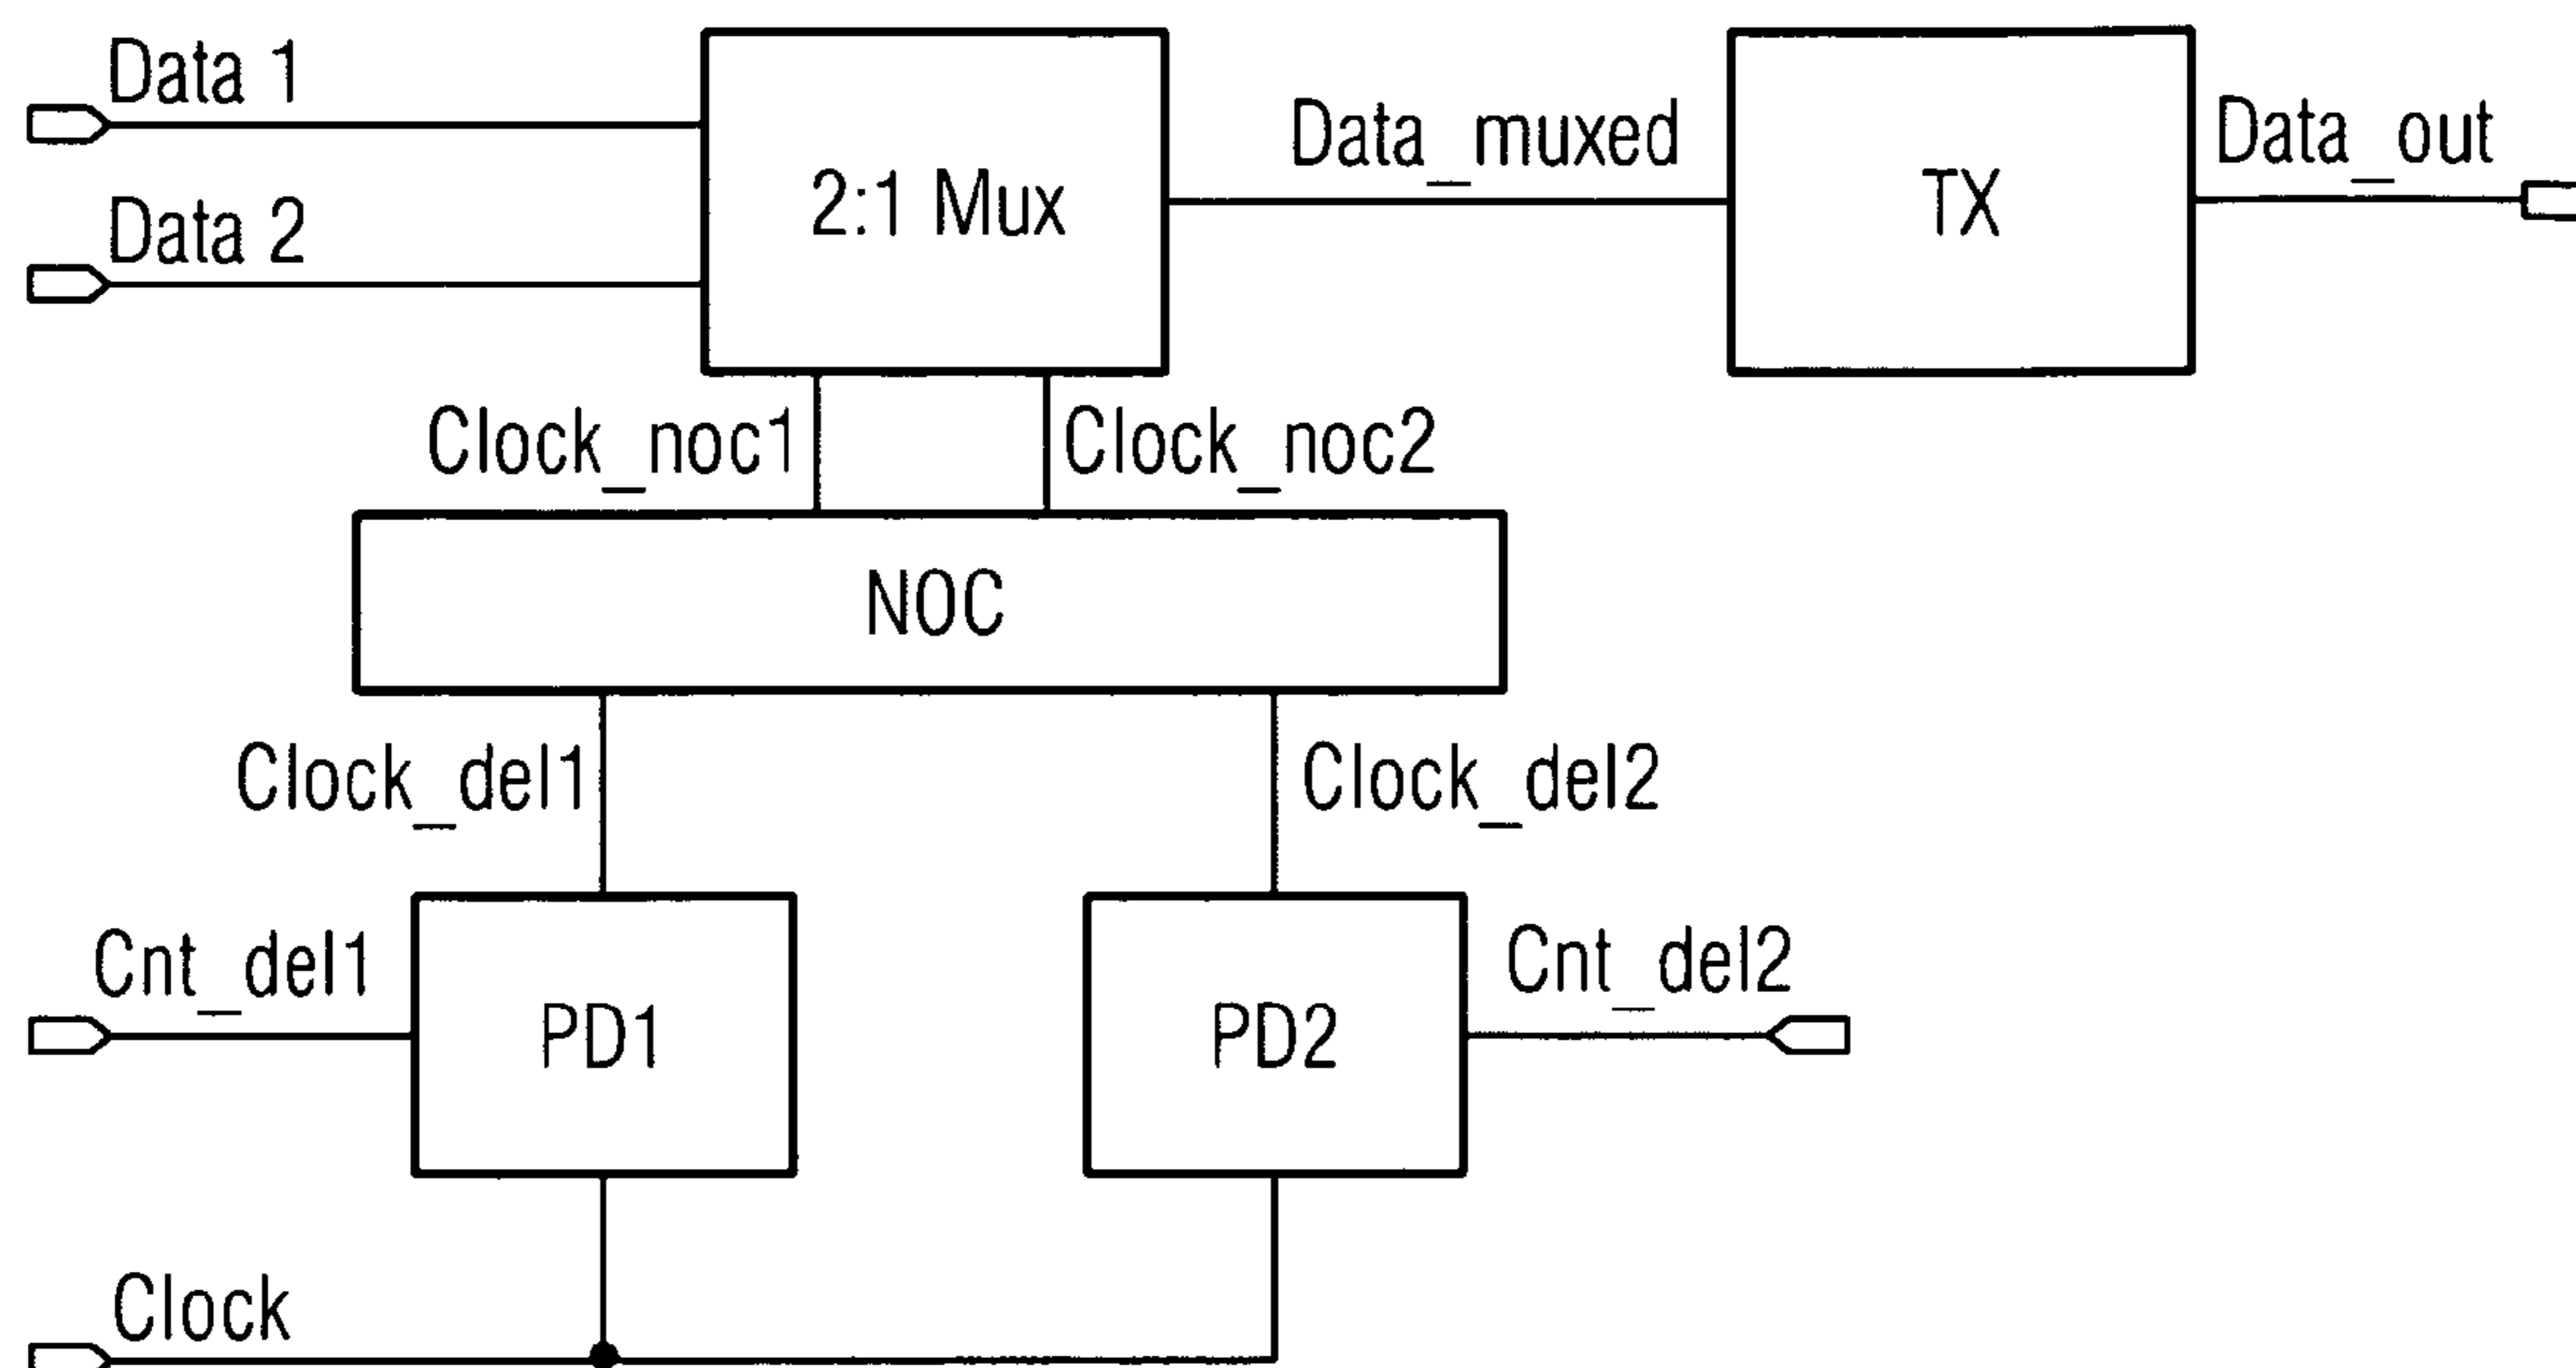 Data 1
Data 2
2:1 Mux
Data_muxed
TX
Data_out
Clock_noc1
Clock_noc2
NOC
Clock_del1
Clock_del2
Cnt_del1
PD1
PD2
Cnt_del2
Clock